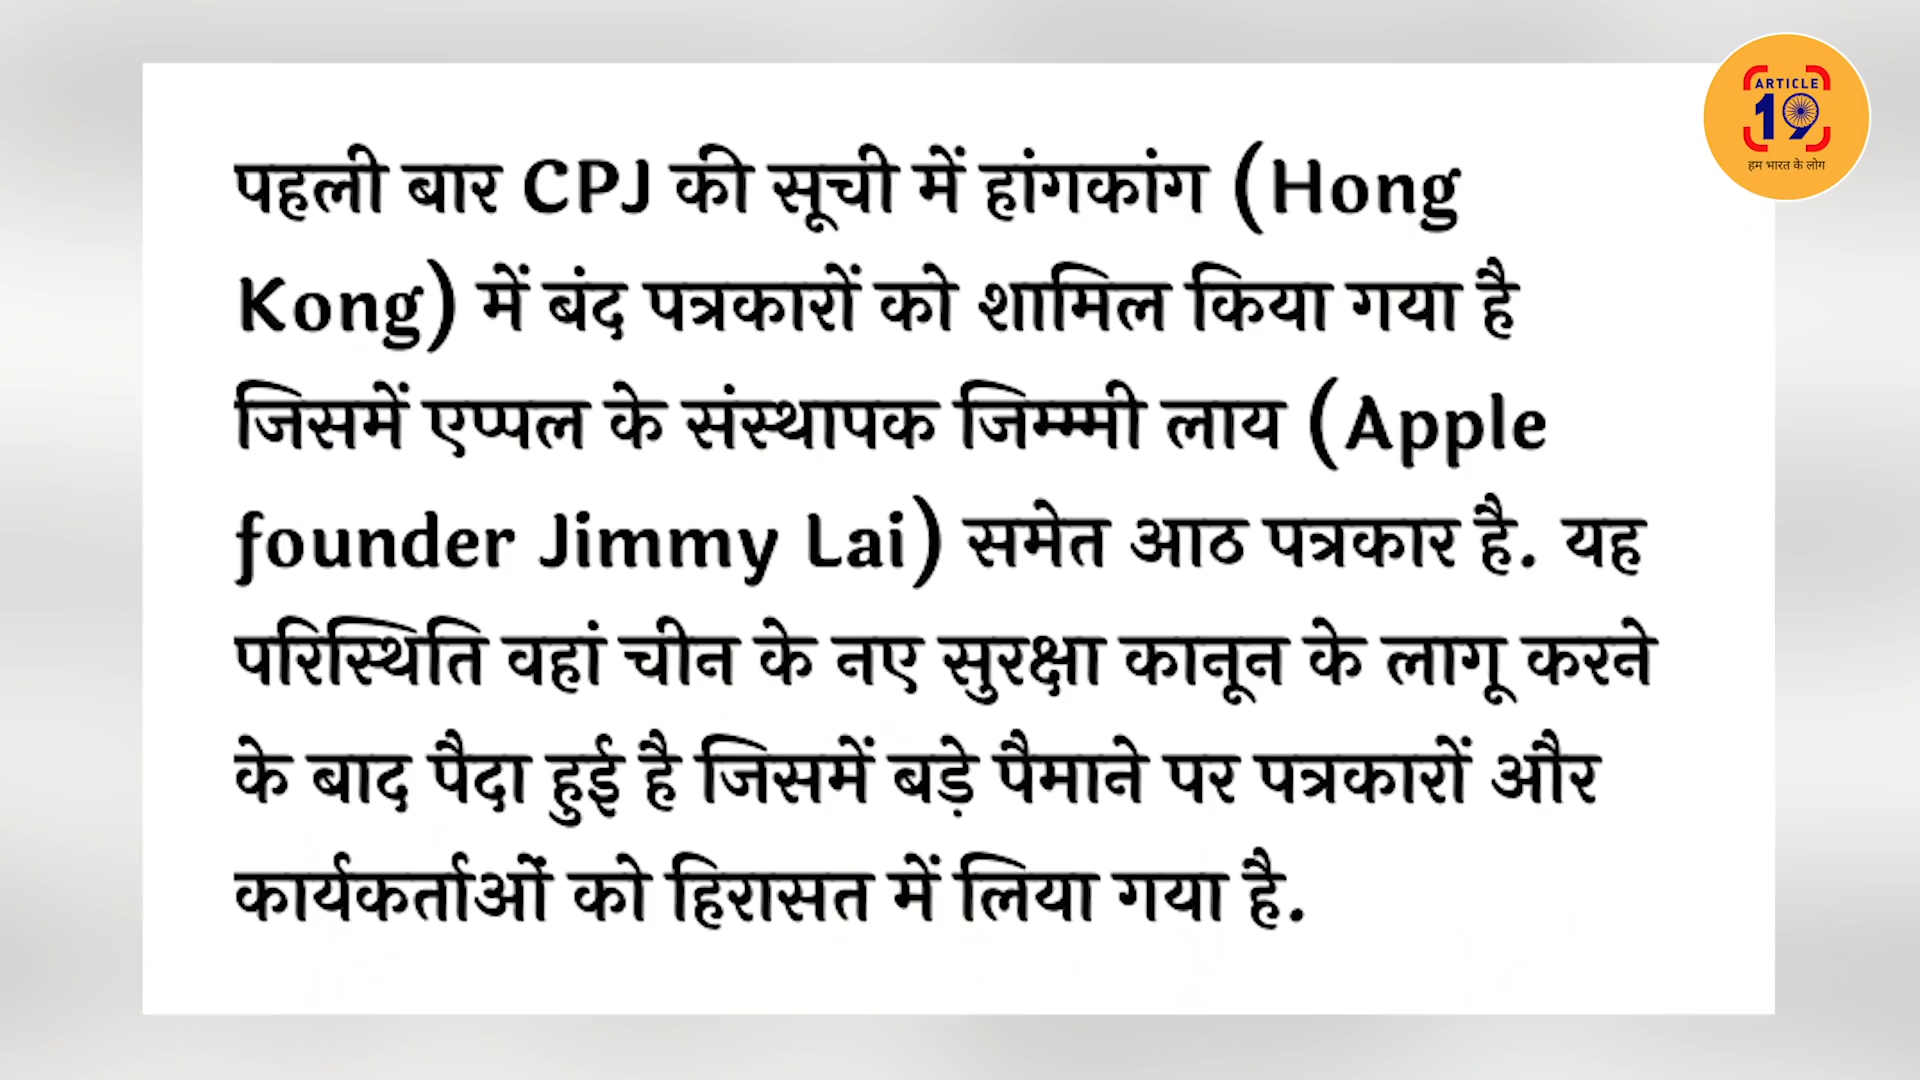 ARTICLE
19
हम भारत के लोग
पहली बार CPJ की सूची में हांगकांग (Hong
Kong) में बंद पत्रकारों को शामिल किया गया है
जिसमें एप्पल के संस्थापक जिम्म्मी लाय (Apple
founder Jimmy Lai) समेत आठ पत्रकार है. यह
परिस्थिति वहां चीन के नए सुरक्षा कानून के लागू करने
के बाद पैदा हुई है जिसमें बड़े पैमाने पर पत्रकारों और
कार्यकर्ताओं को हिरासत में लिया गया है.